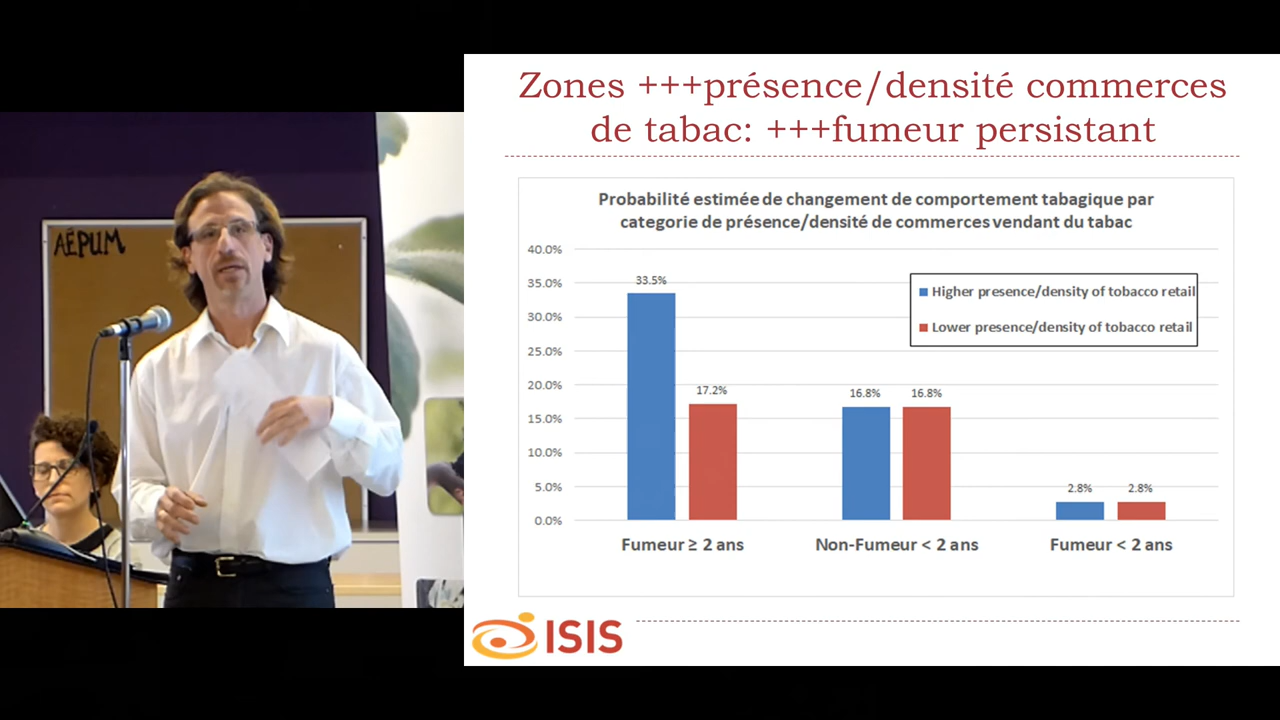 Zones +++présence/densité commerces
de tabac: +++fumeur persistant
AÉPUM
Probabilité estimée de changement de comportement tabagique par
categorie de présence/densité de commerces vendant du tabac
40.0%
35.0%
30.0%
25.0%
20.0%
15.0%
10.0%
5.0%
0.0%
33.5%
17.2%
16.8%
16.8%
2.8%
2.8%
Higher presence/density of tobacco retail
Lower presence/density of tobacco retail
Fumeur ≥ 2 ans
Non-Fumeur < 2 ans
Fumeur < 2 ans
ISIS